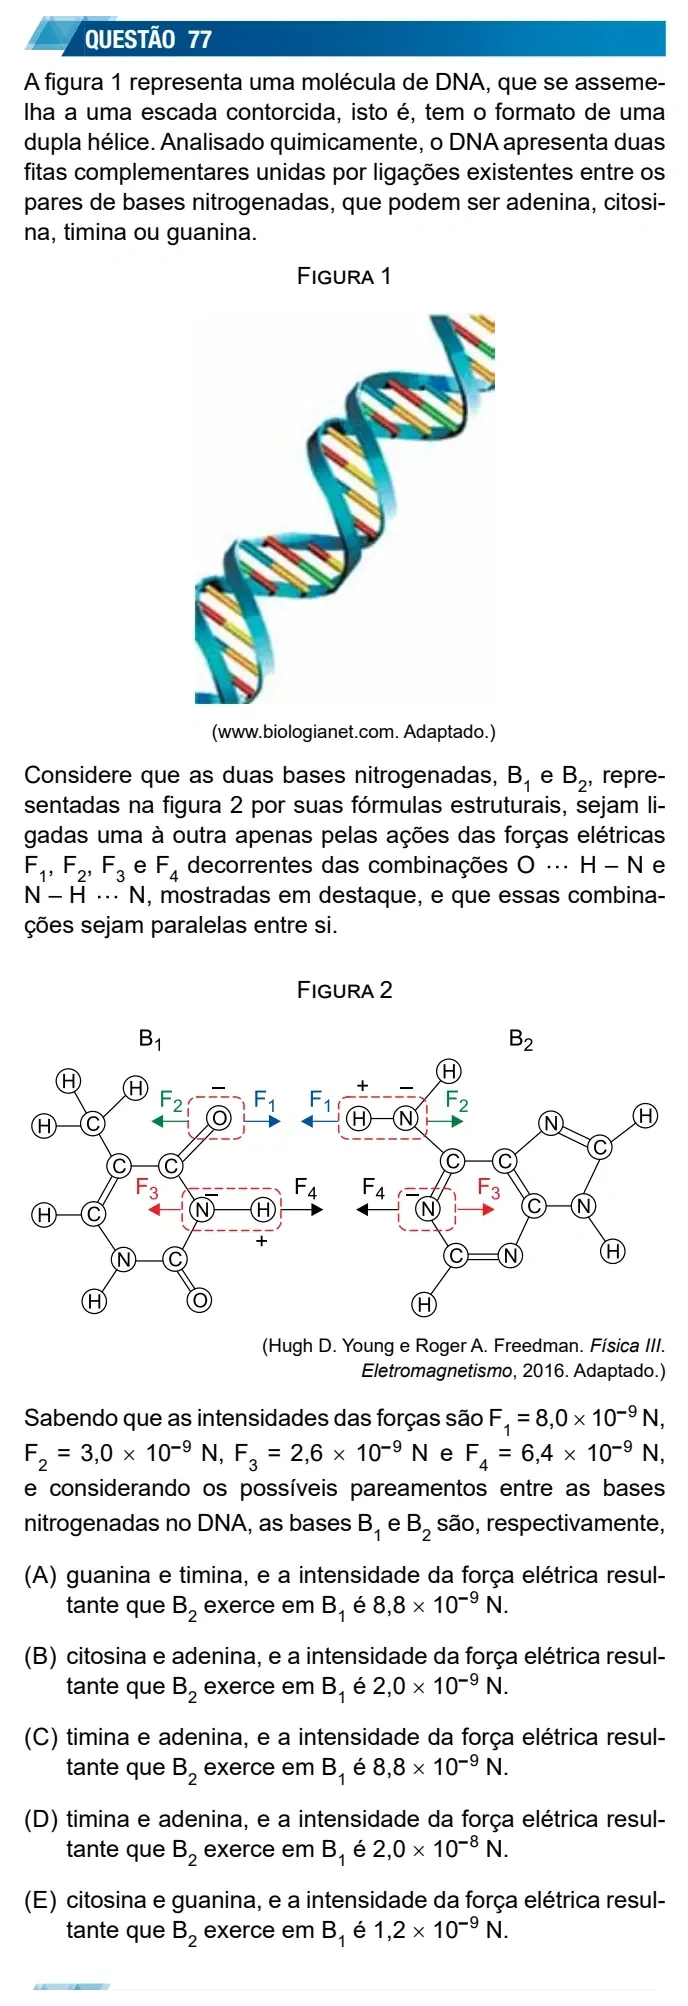 QUESTÃO 77
A figura 1 representa uma molécula de DNA, que se asseme-
lha a uma escada contorcida, isto é, tem o formato de uma
dupla hélice. Analisado quimicamente, o DNA apresenta duas
fitas complementares unidas por ligações existentes entre os
pares de bases nitrogenadas, que podem ser adenina, citosi-
na, timina ou guanina.
FIGURA 1
(www.biologianet.com. Adaptado.)
Considere que as duas bases nitrogenadas, B₁ e B₂, repre-
sentadas na figura 2 por suas fórmulas estruturais, sejam li-
gadas uma à outra apenas pelas ações das forças elétricas
F₁, F₂, F₃ e F₄ decorrentes das combinações O ··· H – N e
N – H ··· N, mostradas em destaque, e que essas combina-
ções sejam paralelas entre si.
FIGURA 2
B₁ B₂
H H F₂ – F₁ F₁ + – H F₂
H C O H N N H
C C C C C
F₃ – F₄ F₄ – F₃
H C N H N C N
+
N C C N H
H O H
(Hugh D. Young e Roger A. Freedman. Física III.
Eletromagnetismo, 2016. Adaptado.)
Sabendo que as intensidades das forças são F₁ = 8,0 × 10⁻⁹ N,
F₂ = 3,0 × 10⁻⁹ N, F₃ = 2,6 × 10⁻⁹ N e F₄ = 6,4 × 10⁻⁹ N,
e considerando os possíveis pareamentos entre as bases
nitrogenadas no DNA, as bases B₁ e B₂ são, respectivamente,
(A) guanina e timina, e a intensidade da força elétrica resul-
tante que B₂ exerce em B₁ é 8,8 × 10⁻⁹ N.
(B) citosina e adenina, e a intensidade da força elétrica resul-
tante que B₂ exerce em B₁ é 2,0 × 10⁻⁹ N.
(C) timina e adenina, e a intensidade da força elétrica resul-
tante que B₂ exerce em B₁ é 8,8 × 10⁻⁹ N.
(D) timina e adenina, e a intensidade da força elétrica resul-
tante que B₂ exerce em B₁ é 2,0 × 10⁻⁸ N.
(E) citosina e guanina, e a intensidade da força elétrica resul-
tante que B₂ exerce em B₁ é 1,2 × 10⁻⁹ N.